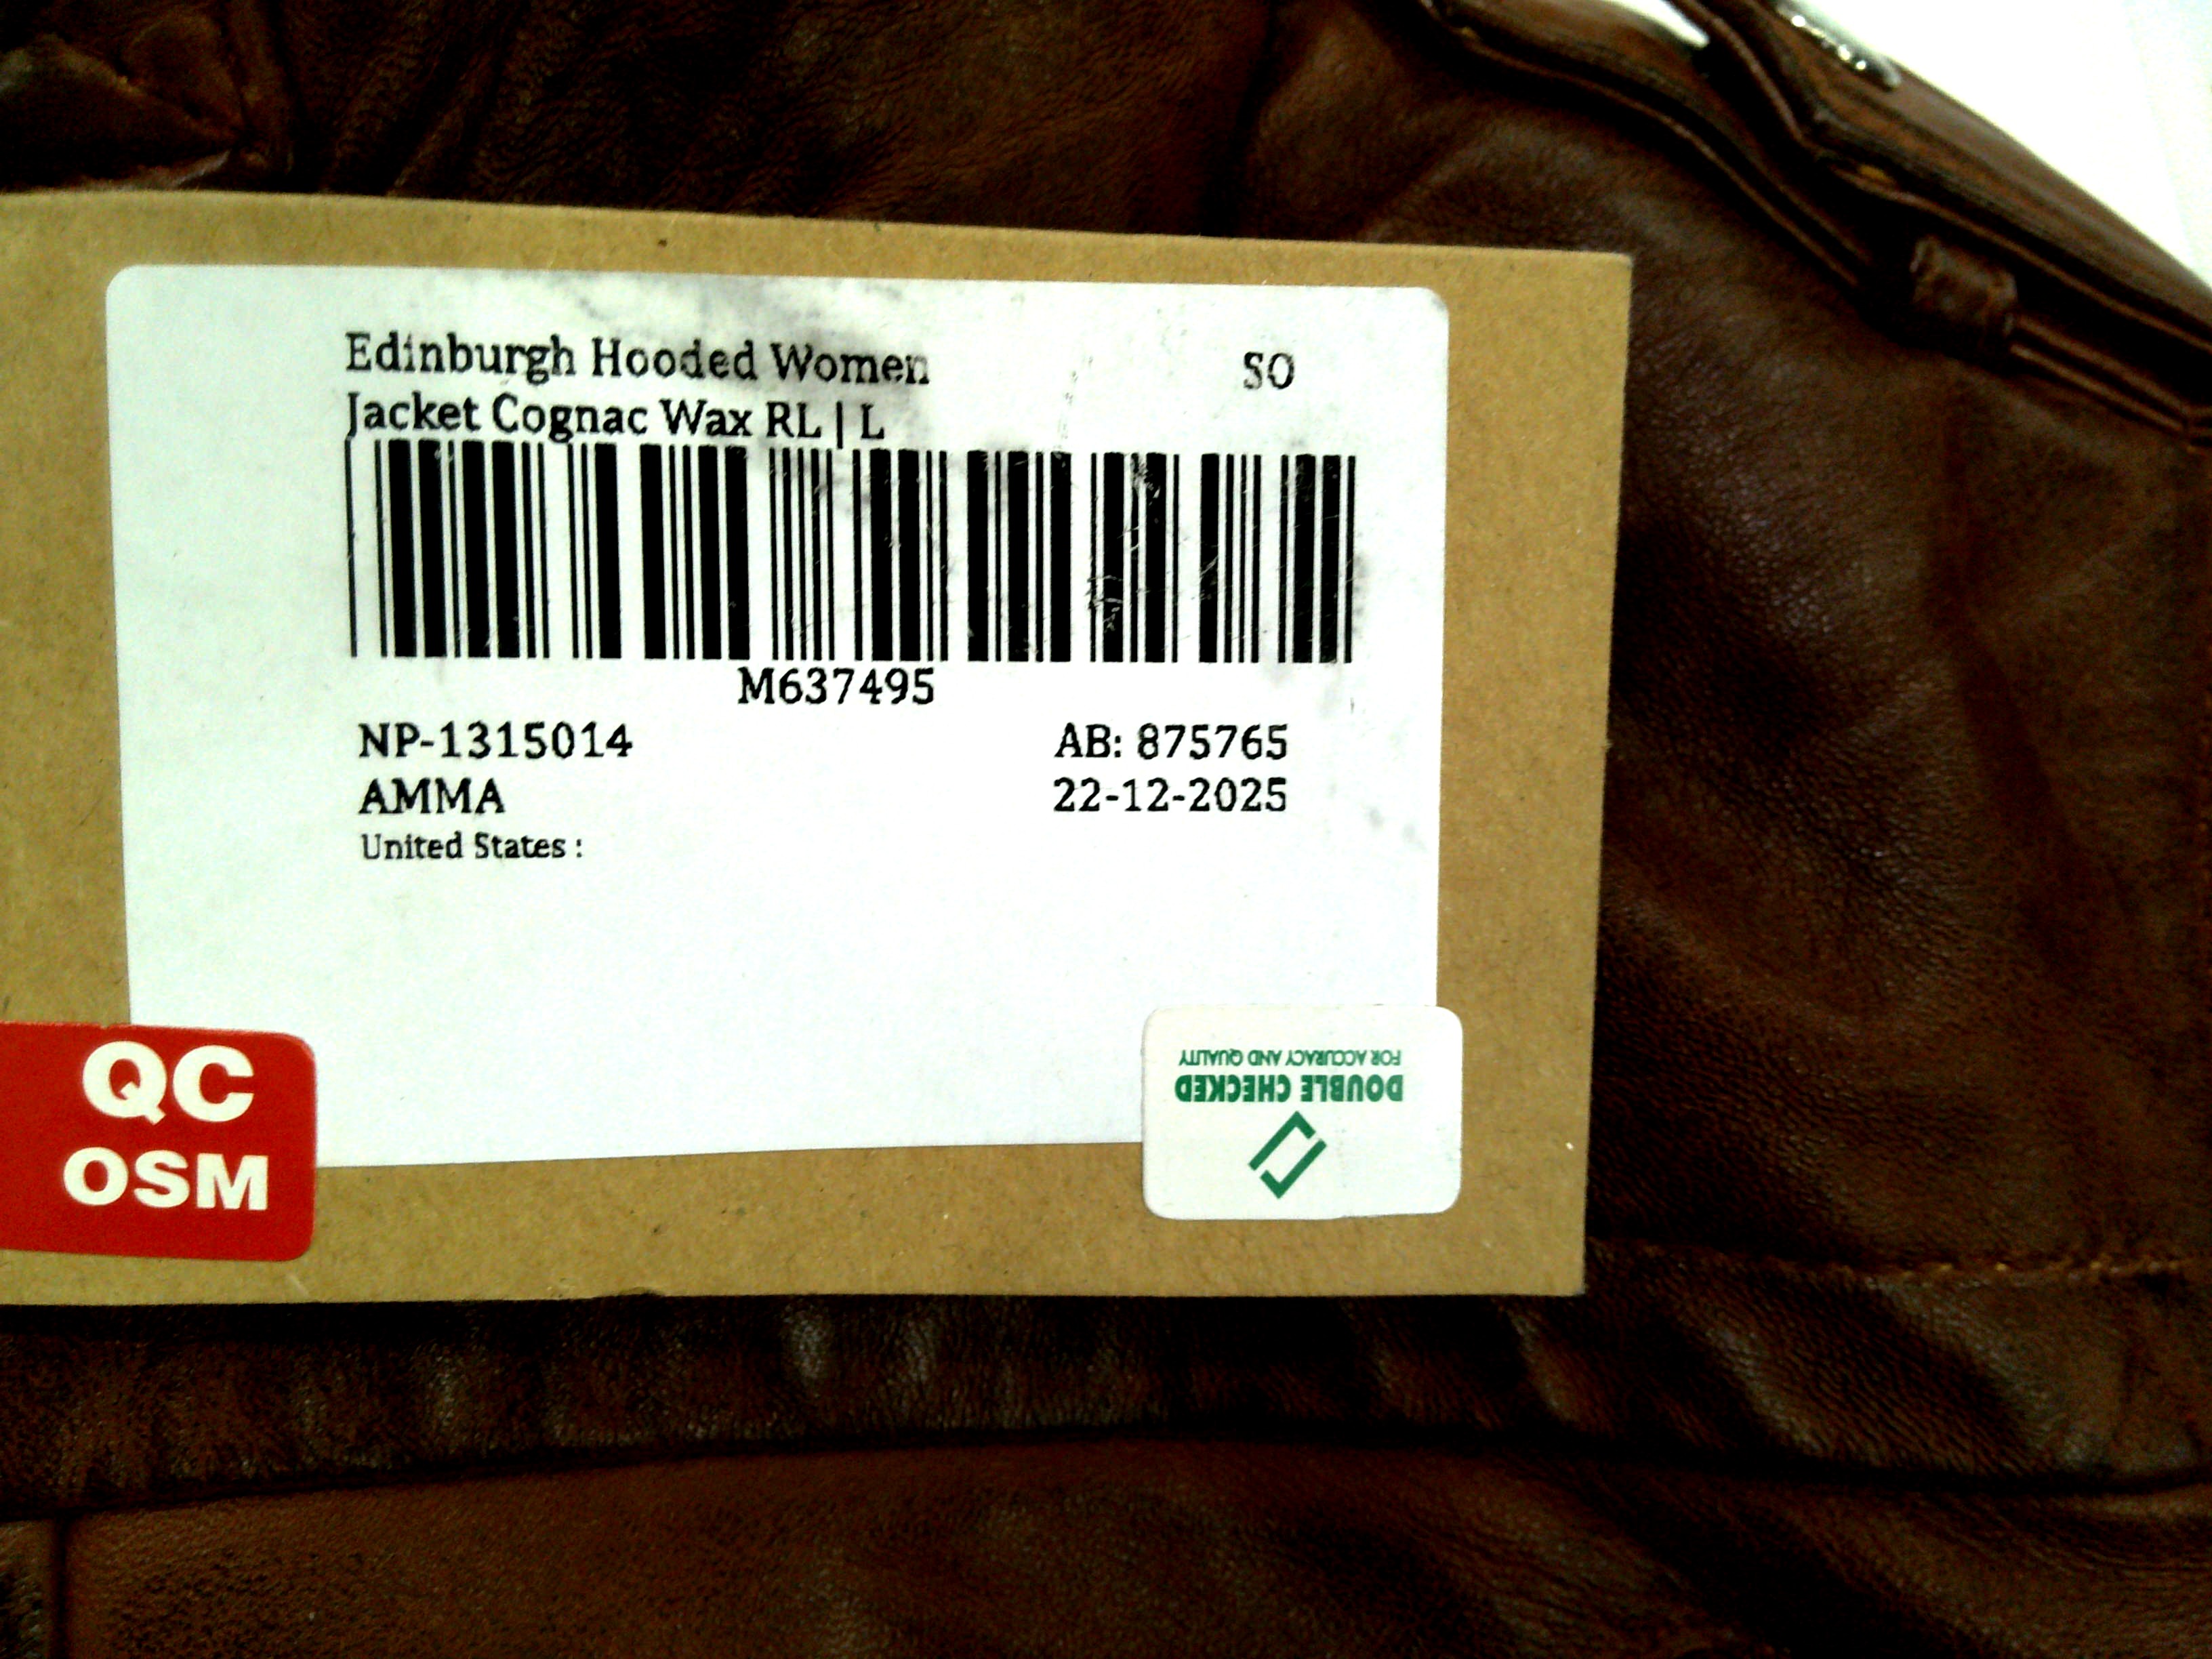 Edinburgh Hooded Women SO
Jacket Cognac Wax RL | L
M637495
NP-1315014 AB: 875765
AMMA 22-12-2025
United States :
QC
OSM
DOUBLE CHECKED
FOR ACCURACY AND QUALITY